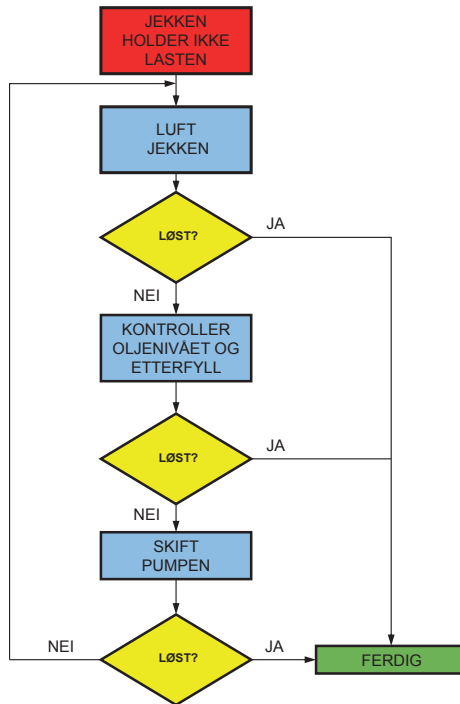 JEKKEN
HOLDER IKKE
LASTEN
LUFT
JEKKEN
LØST?
JA
NEI
KONTROLLER
OLJENIVÅET OG
ETTERFYLL
LØST?
JA
NEI
SKIFT
PUMPEN
NEI
LØST?
JA
FERDIG